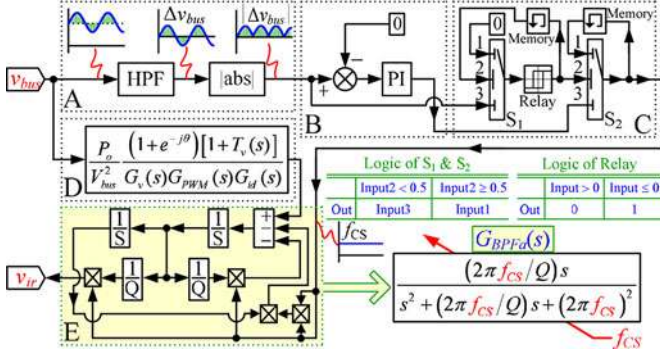 Δv_bus Δv_bus
v_bus HPF |abs|
A
0
− + PI
B
0 Memory Memory
1 2 3 Relay 1 2 3
S_1 S_2 C
D P_o/V_bus^2 (1+e^{-jθ})[1+T_v(s)]/G_v(s)G_PWM(s)G_id(s)
Logic of S_1 & S_2
Input2 < 0.5 Input2 ≥ 0.5
Out Input3 Input1
Logic of Relay
Input > 0 Input ≤ 0
Out 0 1
1/S 1/S + − −
v_ir 1/Q 1/Q
E
f_CS
G_BPFa(s)
(2πf_CS/Q)s
s^2+(2πf_CS/Q)s+(2πf_CS)^2
f_CS